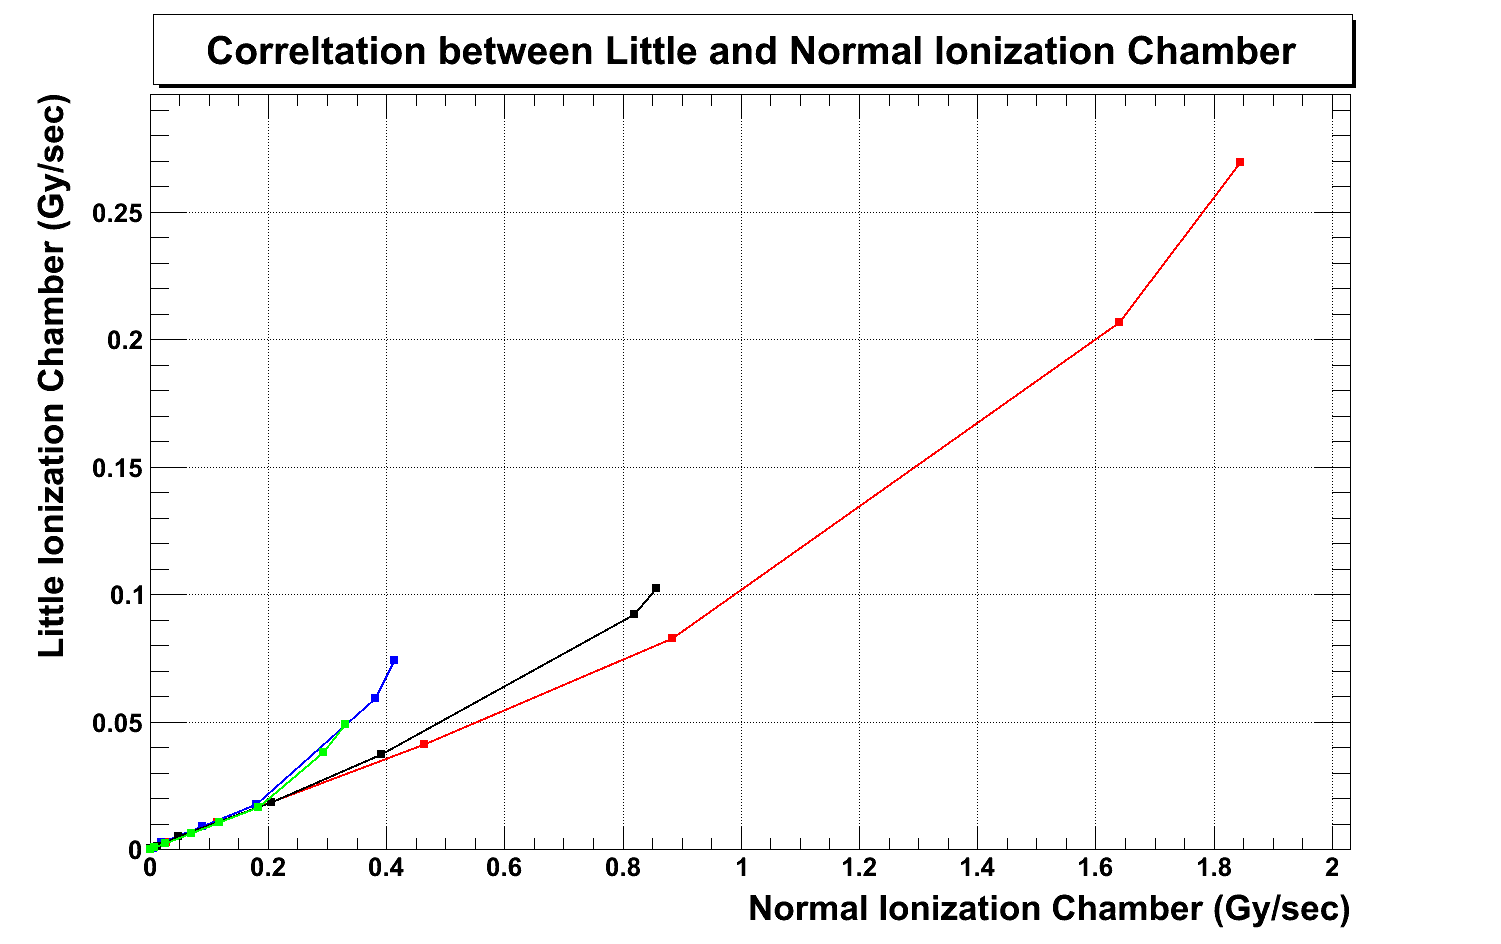 Correltation between Little and Normal Ionization Chamber
Little Ionization Chamber (Gy/sec)
0.25
0.2
0.15
0.1
0.05
0
0 0.2 0.4 0.6 0.8 1 1.2 1.4 1.6 1.8 2
Normal Ionization Chamber (Gy/sec)